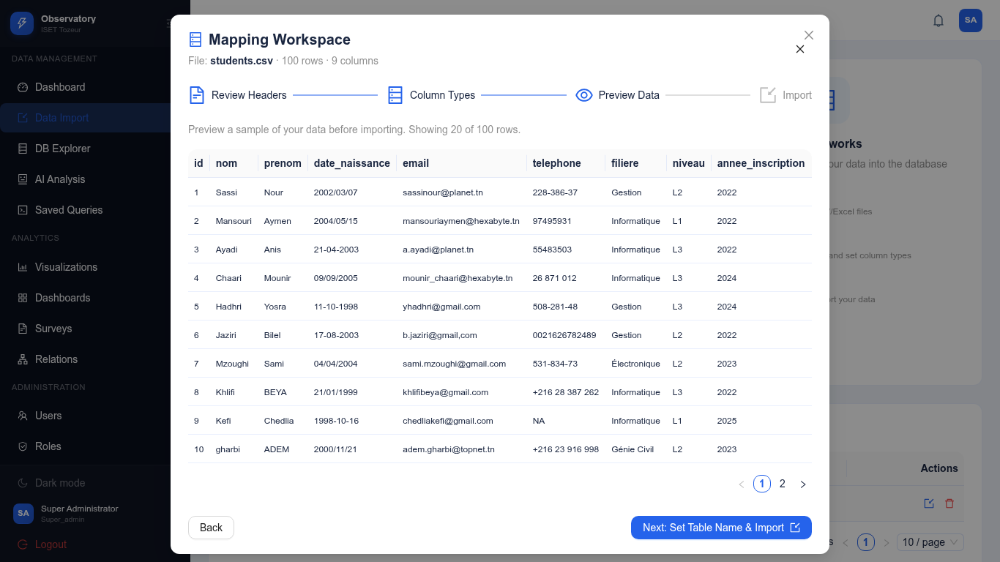 Observatory
ISET Tozeur
DATA MANAGEMENT
Dashboard
Data Import
DB Explorer
AI Analysis
Saved Queries
ANALYTICS
Visualizations
Dashboards
Surveys
Relations
ADMINISTRATION
Users
Roles
Dark mode
SA
Super Administrator
Super_admin
Logout
SA
Mapping Workspace
File: students.csv · 100 rows · 9 columns
Review Headers
Column Types
Preview Data
Import
Preview a sample of your data before importing. Showing 20 of 100 rows.
id nom prenom date_naissance email telephone filiere niveau annee_inscription
1 Sassi Nour 2002/03/07 sassinour@planet.tn 228-386-37 Gestion L2 2022
2 Mansouri Aymen 2004/05/15 mansouriaymen@hexabyte.tn 97495931 Informatique L1 2022
3 Ayadi Anis 21-04-2003 a.ayadi@planet.tn 55483503 Informatique L3 2022
4 Chaari Mounir 09/09/2005 mounir_chaari@hexabyte.tn 26 871 012 Informatique L3 2024
5 Hadhri Yosra 11-10-1998 yhadhri@gmail.com 508-281-48 Gestion L3 2024
6 Jaziri Bilel 17-08-2003 b.jaziri@gmail,com 0021626782489 Gestion L2 2022
7 Mzoughi Sami 04/04/2004 sami.mzoughi@gmail.com 531-834-73 Électronique L2 2023
8 Khlifi BEYA 21/01/1999 khlifibeya@gmail.com +216 28 387 262 Informatique L3 2022
9 Kefi Chedlia 1998-10-16 chedliakefi@gmail.com NA Informatique L1 2025
10 gharbi ADEM 2000/11/21 adem.gharbi@topnet.tn +216 23 916 998 Génie Civil L2 2023
1 2
Back
Next: Set Table Name & Import
works
our data into the database
/Excel files
and set column types
rt your data
Actions
s
1
10 / page